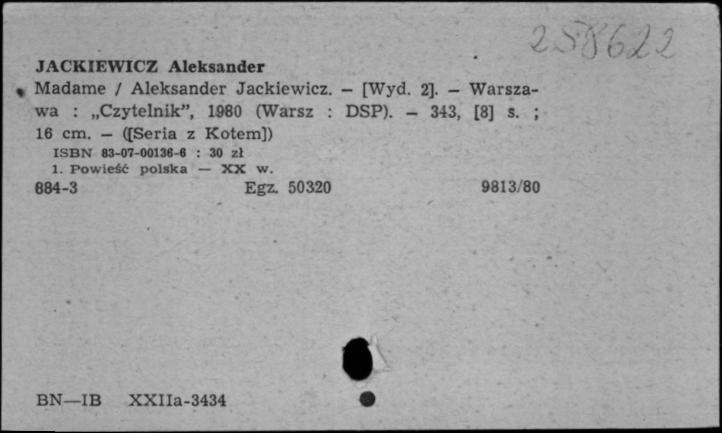 258622
JACKIEWICZ Aleksander
Madame / Aleksander Jackiewicz. — [Wyd. 2]. — Warsza-
wa : „Czytelnik”, 1980 (Warsz : DSP). — 343, [8] s. ;
16 cm. — ([Seria z Kotem])
ISBN 83-07-00136-6 : 30 zł
1. Powieść polska — XX w.
884-3 Egz. 50320 9813/80
BN—IB XXIIa-3434